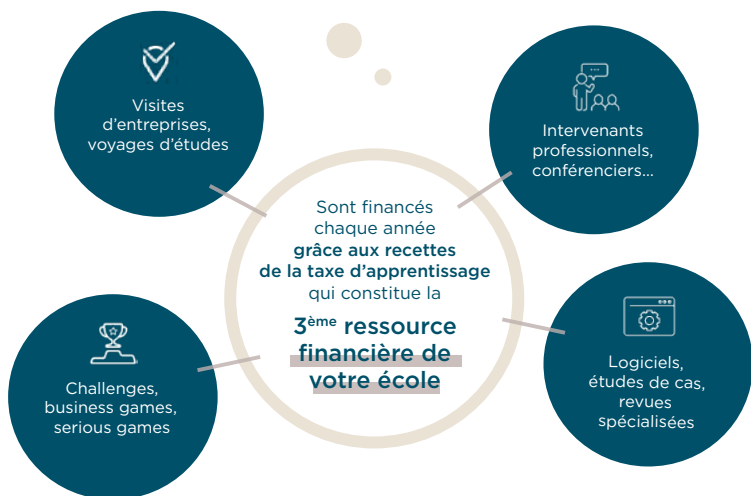 Visites
d'entreprises,
voyages d'études
Intervenants
professionnels,
conférenciers...
Sont financés
chaque année
grâce aux recettes
de la taxe d'apprentissage
qui constitue la
3ème ressource
financière de
votre école
Challenges,
business games,
serious games
Logiciels,
études de cas,
revues
spécialisées